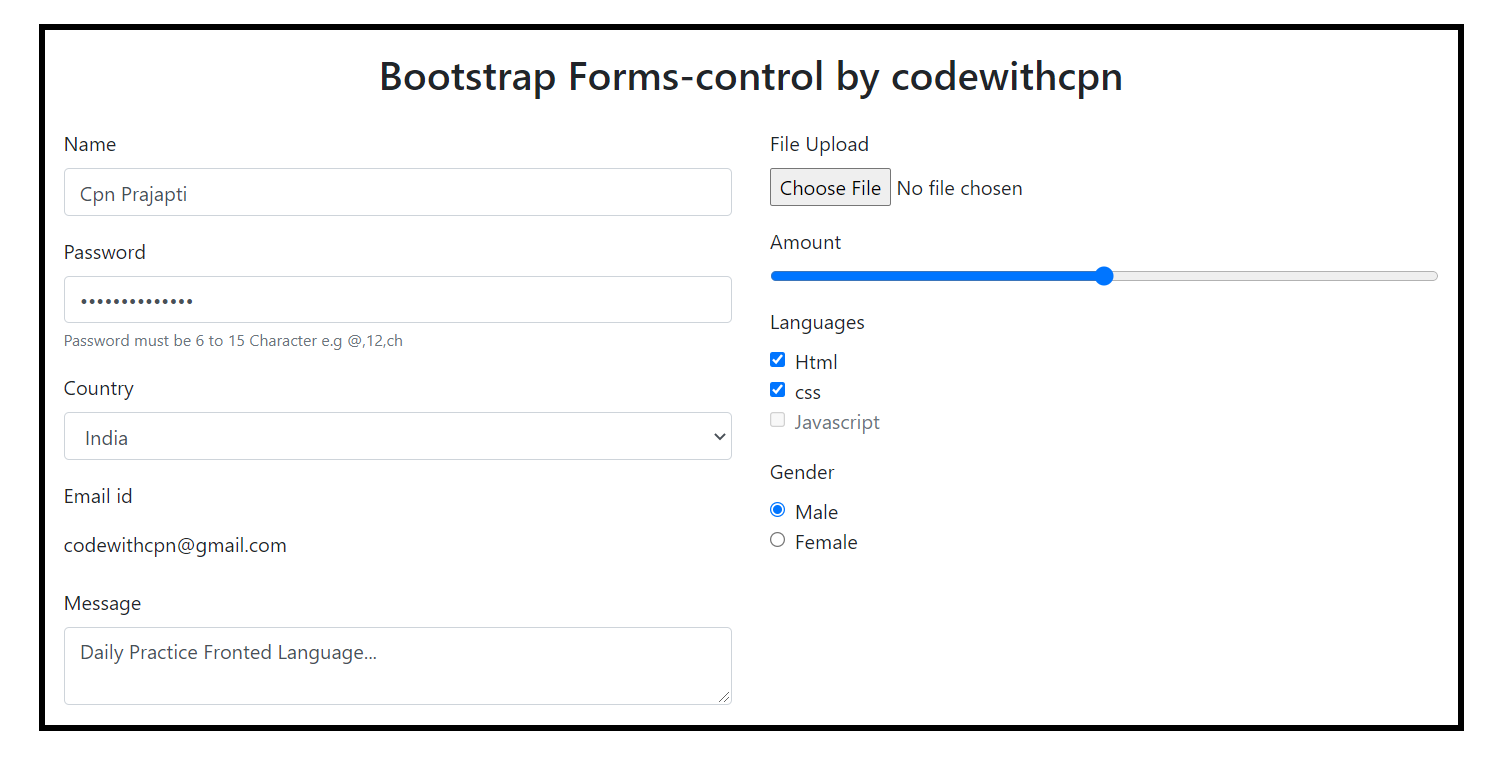 Bootstrap Forms-control by codewithcpn
Name
Cpn Prajapti
Password
••••••••••••••
Password must be 6 to 15 Character e.g @,12,ch
Country
India
Email id
codewithcpn@gmail.com
Message
Daily Practice Fronted Language...
File Upload
Choose File No file chosen
Amount
Languages
Html
css
Javascript
Gender
Male
Female